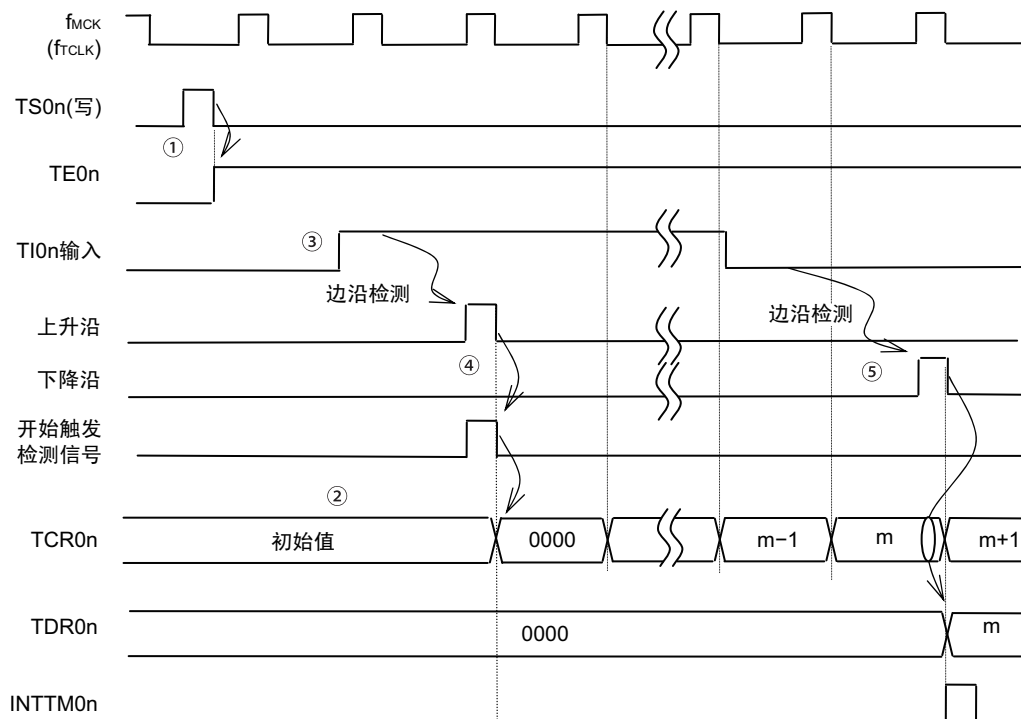 fMCK
(fTCLK)
TS0n(写)
①
TE0n
TI0n输入
③
边沿检测
边沿检测
上升沿
④
⑤
下降沿
开始触发
检测信号
②
TCR0n
初始值
0000
m−1
m
m+1
TDR0n
0000
m
INTTM0n